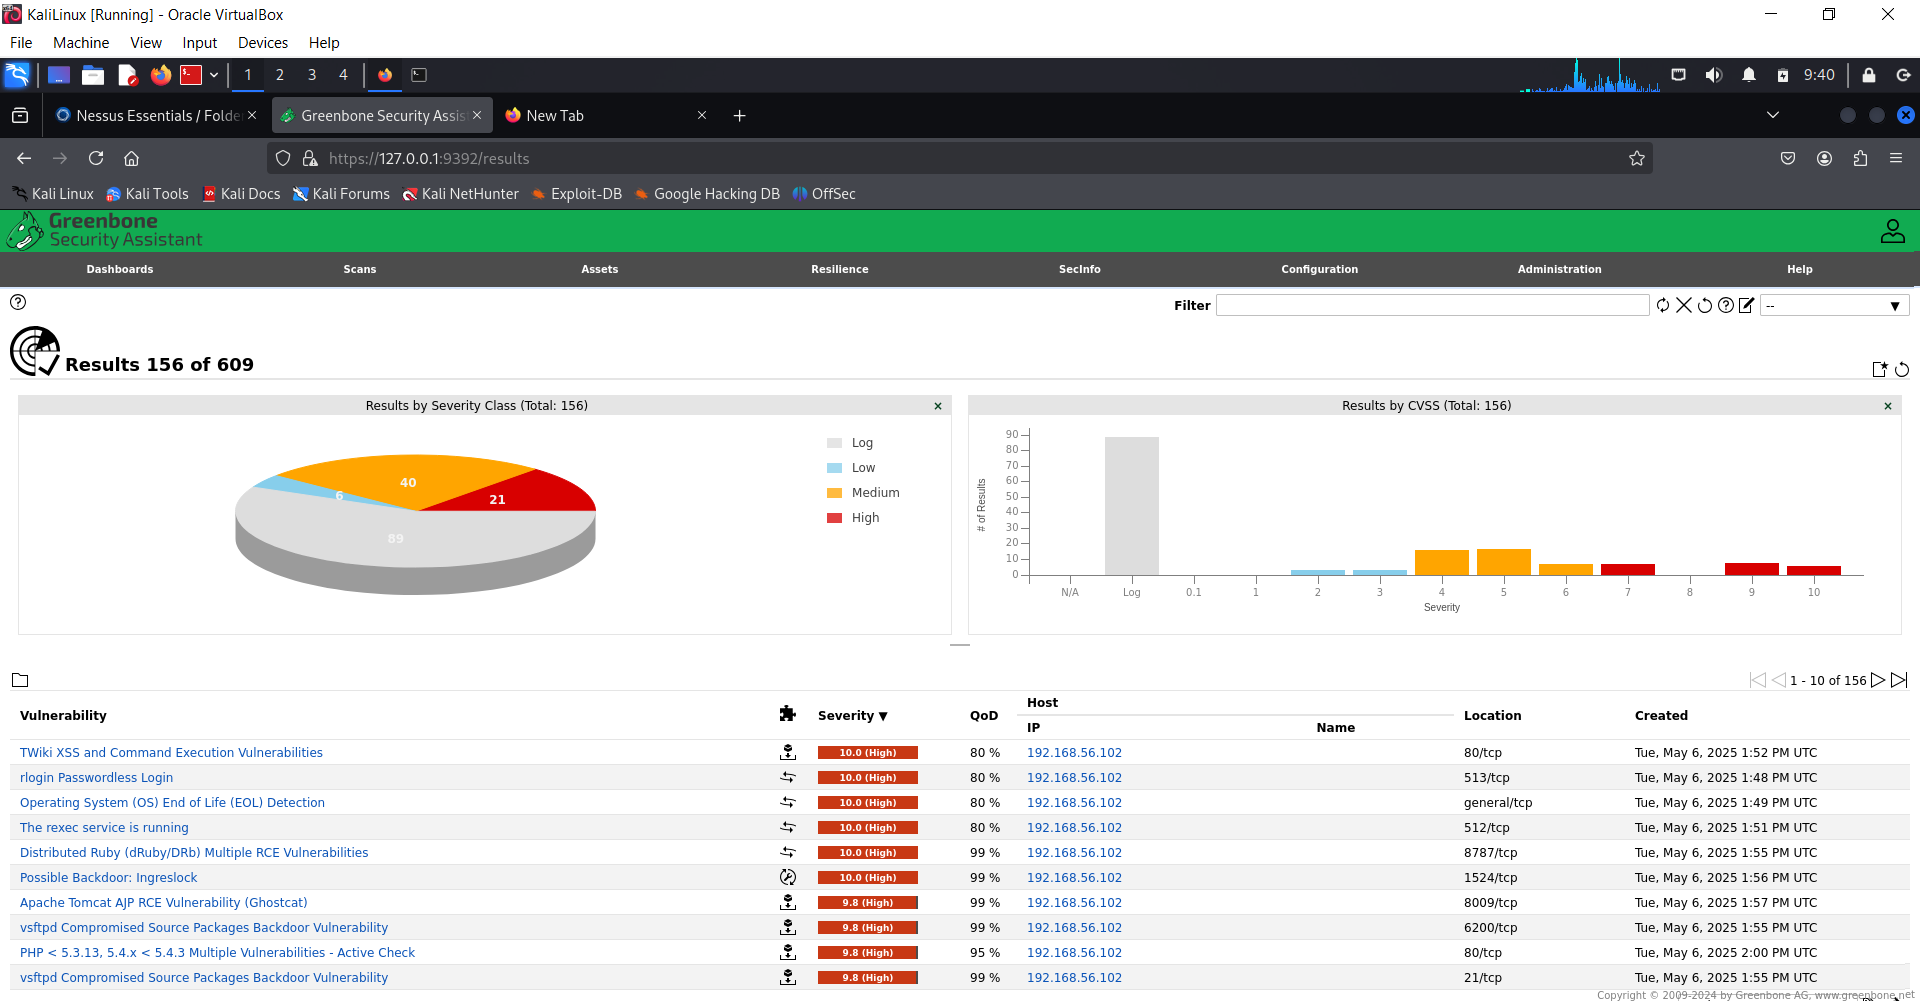 KaliLinux [Running] - Oracle VirtualBox
File Machine View Input Devices Help
1 2 3 4 9:40
Nessus Essentials / Folde Greenbone Security Assis New Tab
https://127.0.0.1:9392/results
Kali Linux Kali Tools Kali Docs Kali Forums Kali NetHunter Exploit-DB Google Hacking DB OffSec
Greenbone
Security Assistant
Dashboards Scans Assets Resilience SecInfo Configuration Administration Help
Filter --
Results 156 of 609
Results by Severity Class (Total: 156)
40
6
21
89
Log
Low
Medium
High
Results by CVSS (Total: 156)
90
80
70
60
50
40
30
20
10
0
# of Results
N/A Log 0.1 1 2 3 4 5 6 7 8 9 10
Severity
1 - 10 of 156
Vulnerability Severity ▼ QoD Host Location Created
IP Name
TWiki XSS and Command Execution Vulnerabilities 10.0 (High) 80 % 192.168.56.102 80/tcp Tue, May 6, 2025 1:52 PM UTC
rlogin Passwordless Login 10.0 (High) 80 % 192.168.56.102 513/tcp Tue, May 6, 2025 1:48 PM UTC
Operating System (OS) End of Life (EOL) Detection 10.0 (High) 80 % 192.168.56.102 general/tcp Tue, May 6, 2025 1:49 PM UTC
The rexec service is running 10.0 (High) 80 % 192.168.56.102 512/tcp Tue, May 6, 2025 1:51 PM UTC
Distributed Ruby (dRuby/DRb) Multiple RCE Vulnerabilities 10.0 (High) 99 % 192.168.56.102 8787/tcp Tue, May 6, 2025 1:55 PM UTC
Possible Backdoor: Ingreslock 10.0 (High) 99 % 192.168.56.102 1524/tcp Tue, May 6, 2025 1:56 PM UTC
Apache Tomcat AJP RCE Vulnerability (Ghostcat) 9.8 (High) 99 % 192.168.56.102 8009/tcp Tue, May 6, 2025 1:57 PM UTC
vsftpd Compromised Source Packages Backdoor Vulnerability 9.8 (High) 99 % 192.168.56.102 6200/tcp Tue, May 6, 2025 1:55 PM UTC
PHP < 5.3.13, 5.4.x < 5.4.3 Multiple Vulnerabilities - Active Check 9.8 (High) 95 % 192.168.56.102 80/tcp Tue, May 6, 2025 2:00 PM UTC
vsftpd Compromised Source Packages Backdoor Vulnerability 9.8 (High) 99 % 192.168.56.102 21/tcp Tue, May 6, 2025 1:55 PM UTC
Copyright © 2009-2024 by Greenbone AG, www.greenbone.net